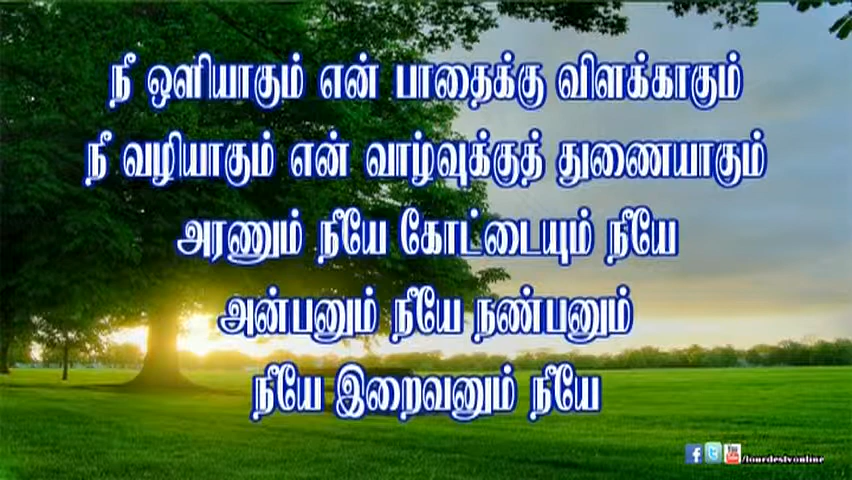 நீ ஒளியாகும் என் பாதைக்கு விளக்காகும்
நீ வழியாகும் என் வாழ்வுக்குத் துணையாகும்
அரணும் நீயே கோட்டையும் நீயே
அன்பனும் நீயே நண்பனும்
நீயே இறைவனும் நீயே
/lourdestvonline